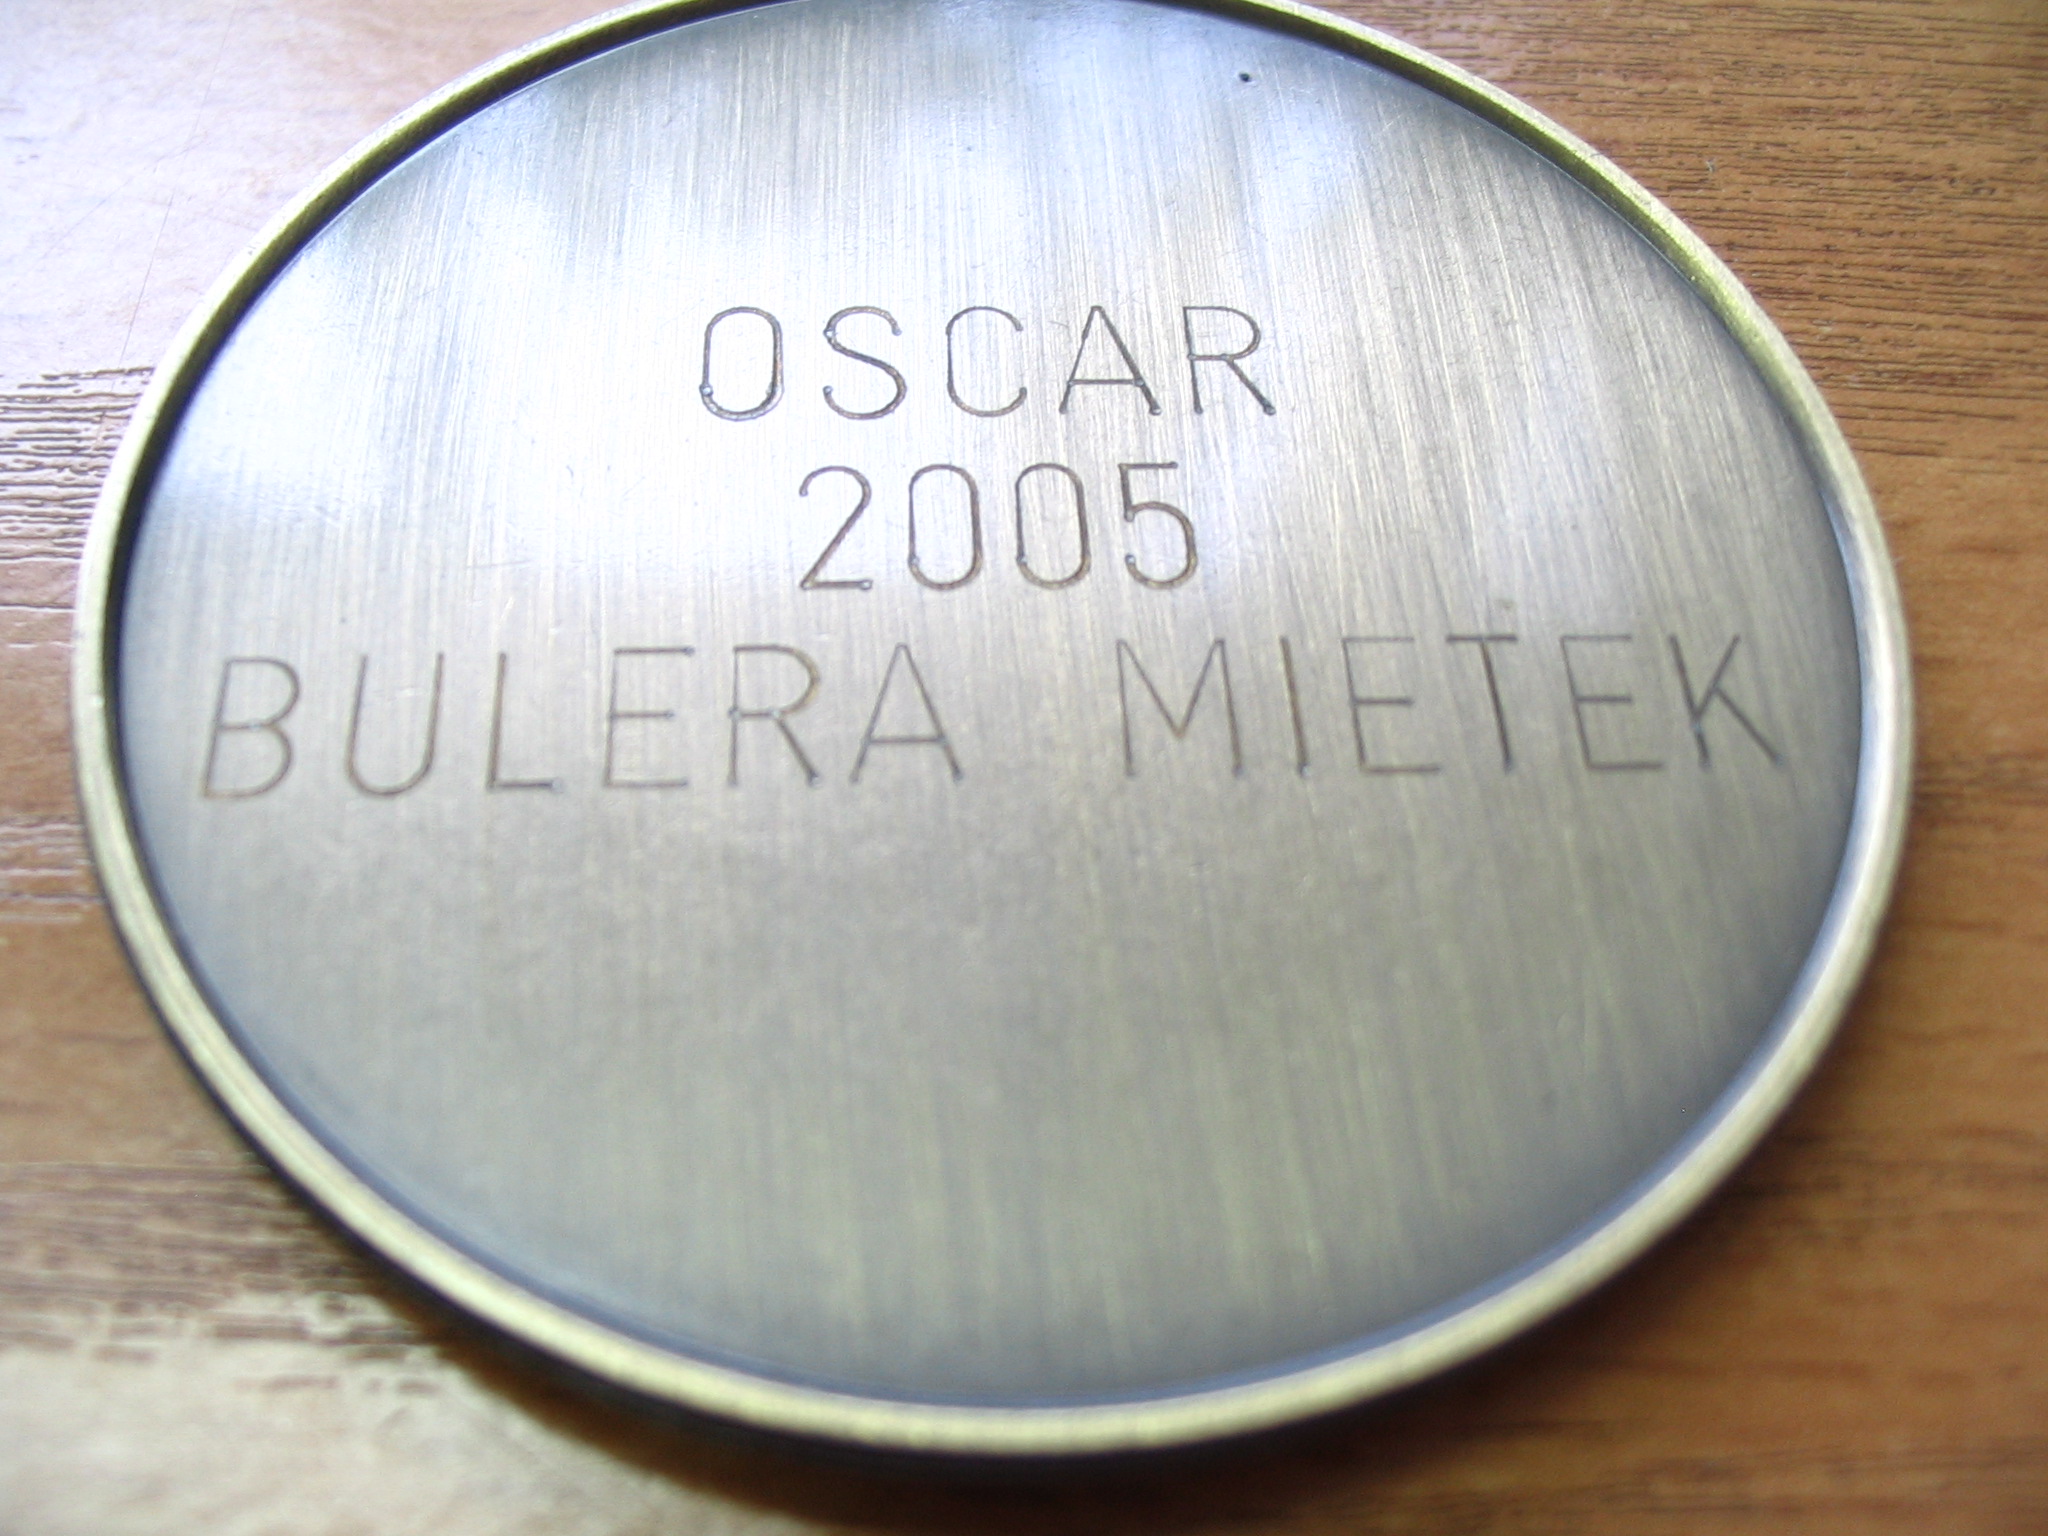 OSCAR
2005
BULERA MIETEK